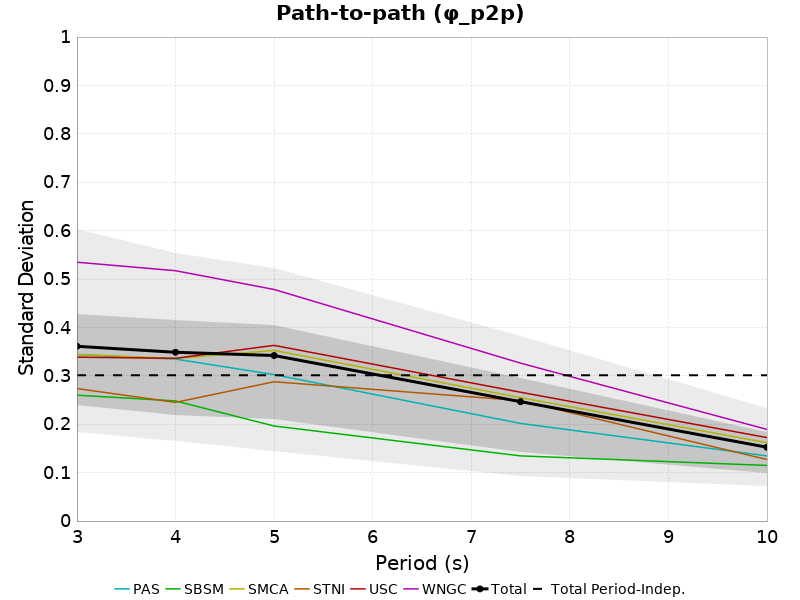 Path-to-path (φ_p2p)
Standard Deviation
1
0.9
0.8
0.7
0.6
0.5
0.4
0.3
0.2
0.1
0
3 4 5 6 7 8 9 10
Period (s)
PAS SBSM SMCA STNI USC WNGC Total Total Period-Indep.